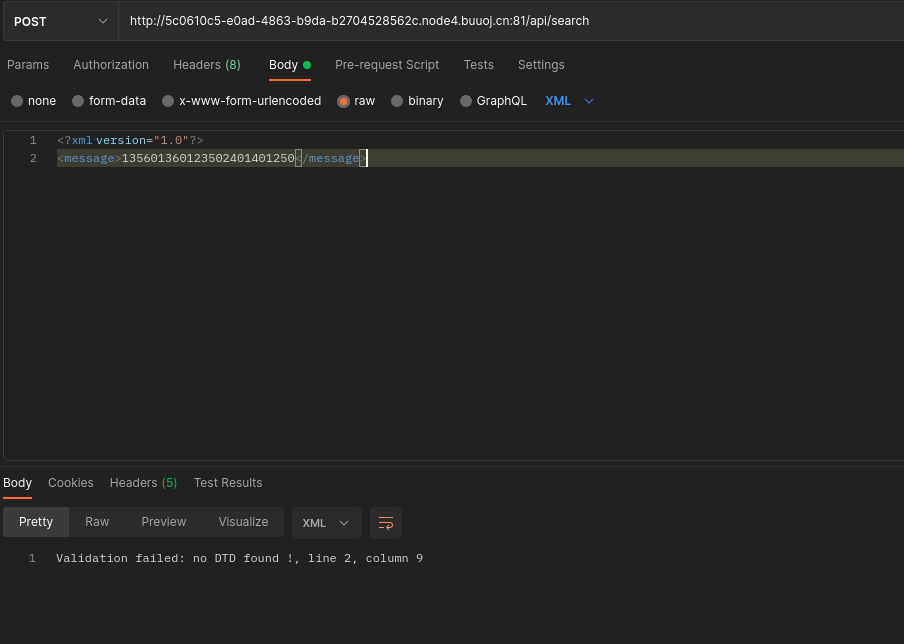 POST http://5c0610c5-e0ad-4863-b9da-b2704528562c.node4.buuoj.cn:81/api/search
Params Authorization Headers (8) Body Pre-request Script Tests Settings
none form-data x-www-form-urlencoded raw binary GraphQL XML
1 <?xml version="1.0"?>
2 <message>135601360123502401401250</message>
Body Cookies Headers (5) Test Results
Pretty Raw Preview Visualize XML
1 Validation failed: no DTD found !, line 2, column 9